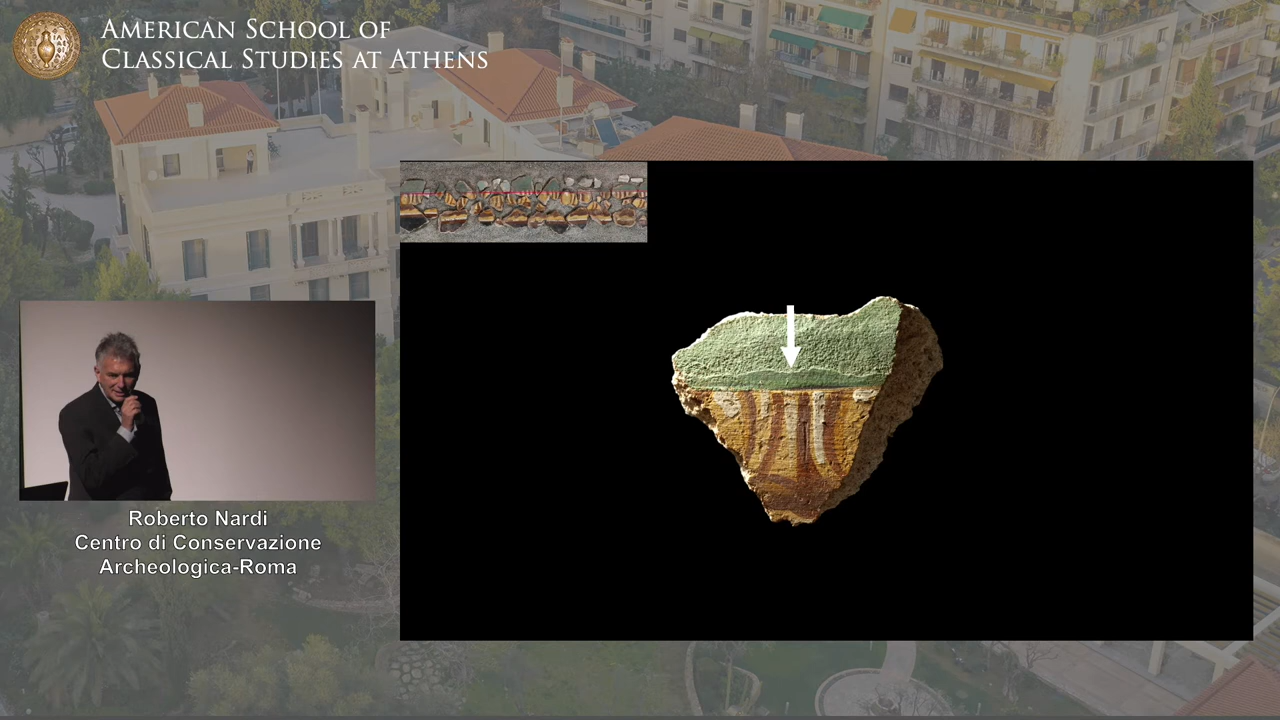 American School of
Classical Studies at Athens
Roberto Nardi
Centro di Conservazione
Archeologica-Roma